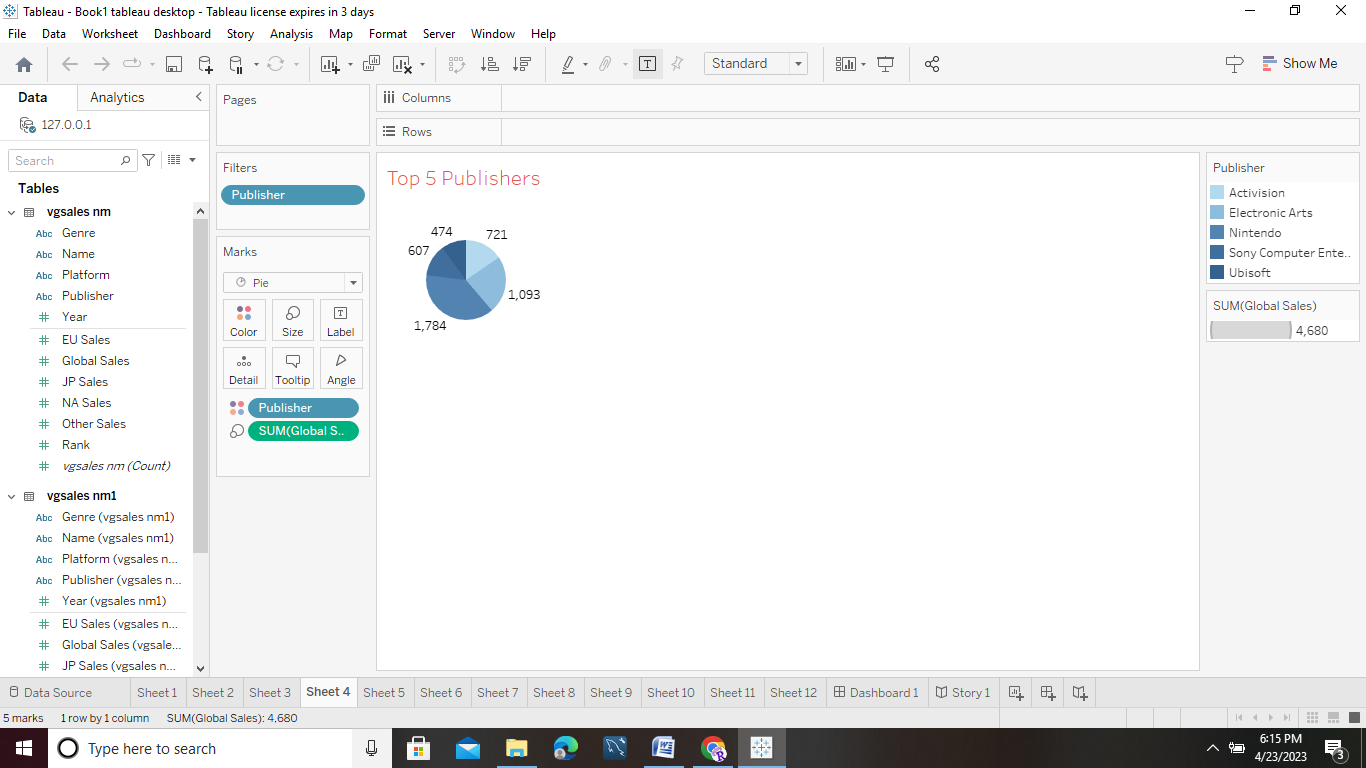 Tableau - Book1 tableau desktop - Tableau license expires in 3 days
File Data Worksheet Dashboard Story Analysis Map Format Server Window Help
Standard
Show Me
Data Analytics
127.0.0.1
Search
Tables
vgsales nm
Abc Genre
Abc Name
Abc Platform
Abc Publisher
Year
EU Sales
Global Sales
JP Sales
NA Sales
Other Sales
Rank
vgsales nm (Count)
vgsales nm1
Abc Genre (vgsales nm1)
Abc Name (vgsales nm1)
Abc Platform (vgsales n...
Abc Publisher (vgsales n...
Year (vgsales nm1)
EU Sales (vgsales n...
Global Sales (vgsale...
JP Sales (vgsales n...
Pages
Filters
Publisher
Marks
Pie
Color Size Label
Detail Tooltip Angle
Publisher
SUM(Global S..
Columns
Rows
Top 5 Publishers
474
721
607
1,093
1,784
Publisher
Activision
Electronic Arts
Nintendo
Sony Computer Ente..
Ubisoft
SUM(Global Sales)
4,680
Data Source Sheet 1 Sheet 2 Sheet 3 Sheet 4 Sheet 5 Sheet 6 Sheet 7 Sheet 8 Sheet 9 Sheet 10 Sheet 11 Sheet 12 Dashboard 1 Story 1
5 marks 1 row by 1 column SUM(Global Sales): 4,680
Type here to search
6:15 PM
4/23/2023
3